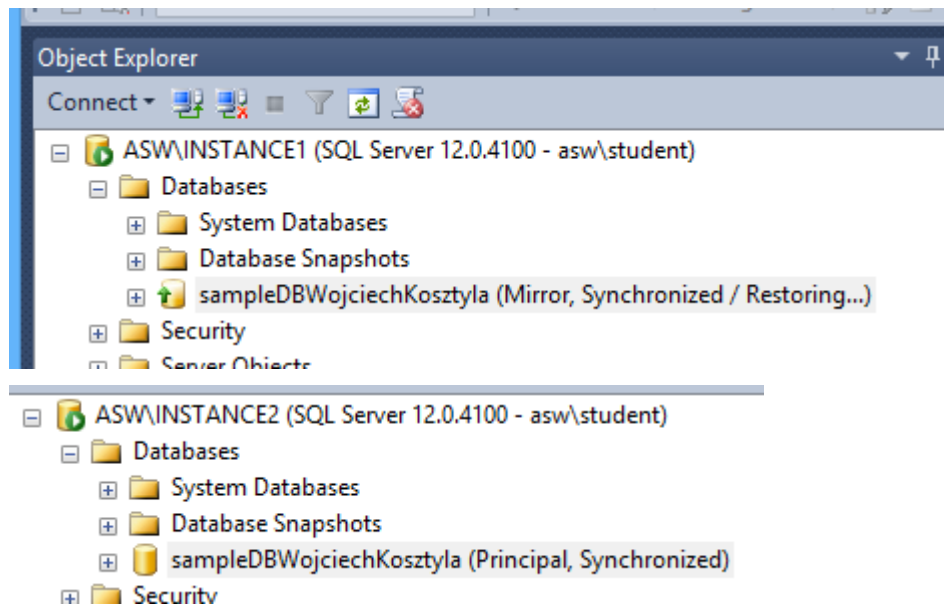 Object Explorer
Connect
ASW\INSTANCE1 (SQL Server 12.0.4100 - asw\student)
Databases
System Databases
Database Snapshots
sampleDBWojciechKosztyla (Mirror, Synchronized / Restoring...)
Security
Server Objects
ASW\INSTANCE2 (SQL Server 12.0.4100 - asw\student)
Databases
System Databases
Database Snapshots
sampleDBWojciechKosztyla (Principal, Synchronized)
Security